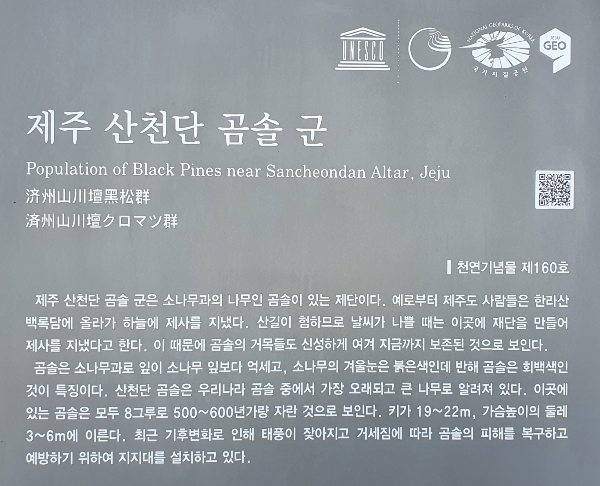 UNESCO
NATIONAL GEOPARKS OF KOREA
국가지질공원
JEJU
GEO
제주 산천단 곰솔 군
Population of Black Pines near Sancheondan Altar, Jeju
济州山川壇黑松群
済州山川壇クロマツ群
천연기념물 제160호
제주 산천단 곰솔 군은 소나무과의 나무인 곰솔이 있는 제단이다. 예로부터 제주도 사람들은 한라산
백록담에 올라가 하늘에 제사를 지냈다. 산길이 험하므로 날씨가 나쁠 때는 이곳에 재단을 만들어
제사를 지냈다고 한다. 이 때문에 곰솔의 거목들도 신성하게 여겨 지금까지 보존된 것으로 보인다.
곰솔은 소나무과로 잎이 소나무 잎보다 억세고, 소나무의 겨울눈은 붉은색인데 반해 곰솔은 회백색인
것이 특징이다. 산천단 곰솔은 우리나라 곰솔 중에서 가장 오래되고 큰 나무로 알려져 있다. 이곳에
있는 곰솔은 모두 8그루로 500～600년가량 자란 것으로 보인다. 키가 19～22m, 가슴높이의 둘레
3～6m에 이른다. 최근 기후변화로 인해 태풍이 잦아지고 거세짐에 따라 곰솔의 피해를 복구하고
예방하기 위하여 지지대를 설치하고 있다.